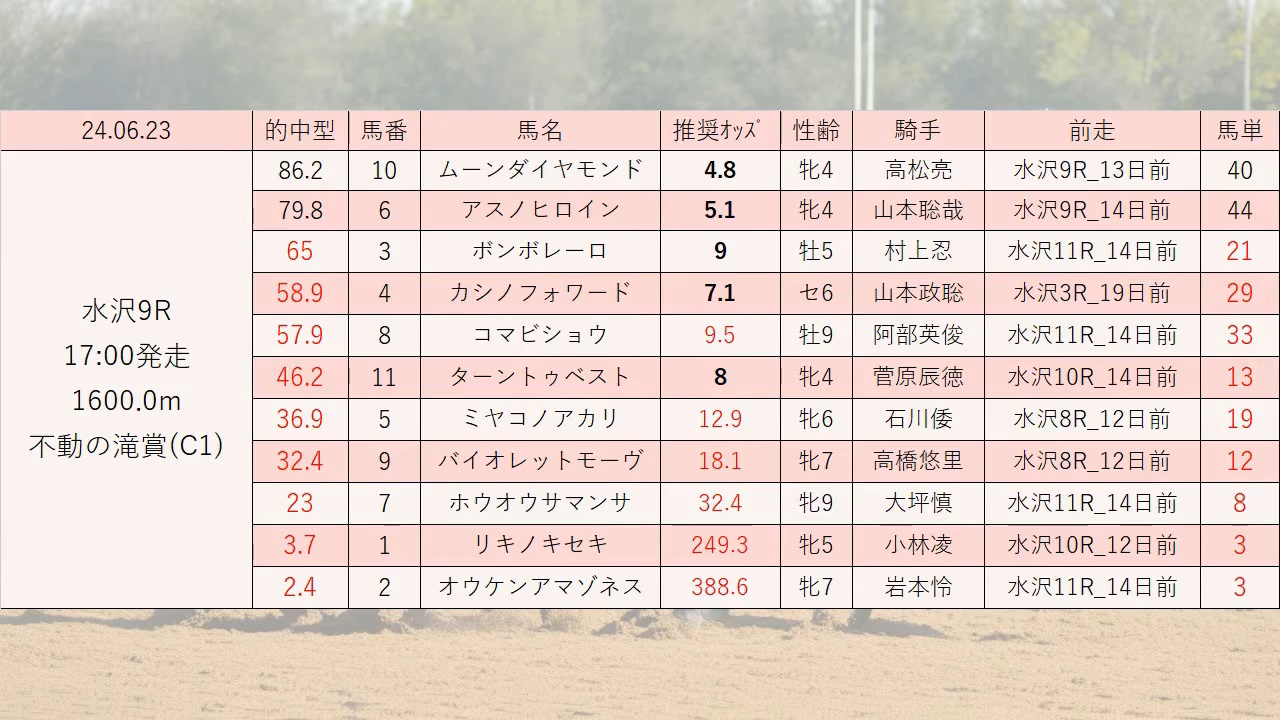 24.06.23 的中型 馬番 馬名 推奨ｵｯｽﾞ 性齢 騎手 前走 馬単
86.2 10 ムーンダイヤモンド 4.8 牝4 高松亮 水沢9R_13日前 40
79.8 6 アスノヒロイン 5.1 牝4 山本聡哉 水沢9R_14日前 44
65 3 ボンボレーロ 9 牡5 村上忍 水沢11R_14日前 21
58.9 4 カシノフォワード 7.1 セ6 山本政聡 水沢3R_19日前 29
57.9 8 コマビショウ 9.5 牡9 阿部英俊 水沢11R_14日前 33
46.2 11 ターントゥベスト 8 牝4 菅原辰徳 水沢10R_14日前 13
36.9 5 ミヤコノアカリ 12.9 牝6 石川倭 水沢8R_12日前 19
32.4 9 バイオレットモーヴ 18.1 牝7 高橋悠里 水沢8R_12日前 12
23 7 ホウオウサマンサ 32.4 牝9 大坪慎 水沢11R_14日前 8
3.7 1 リキノキセキ 249.3 牝5 小林凌 水沢10R_12日前 3
2.4 2 オウケンアマゾネス 388.6 牝7 岩本怜 水沢11R_14日前 3
水沢9R
17:00発走
1600.0m
不動の滝賞(C1)